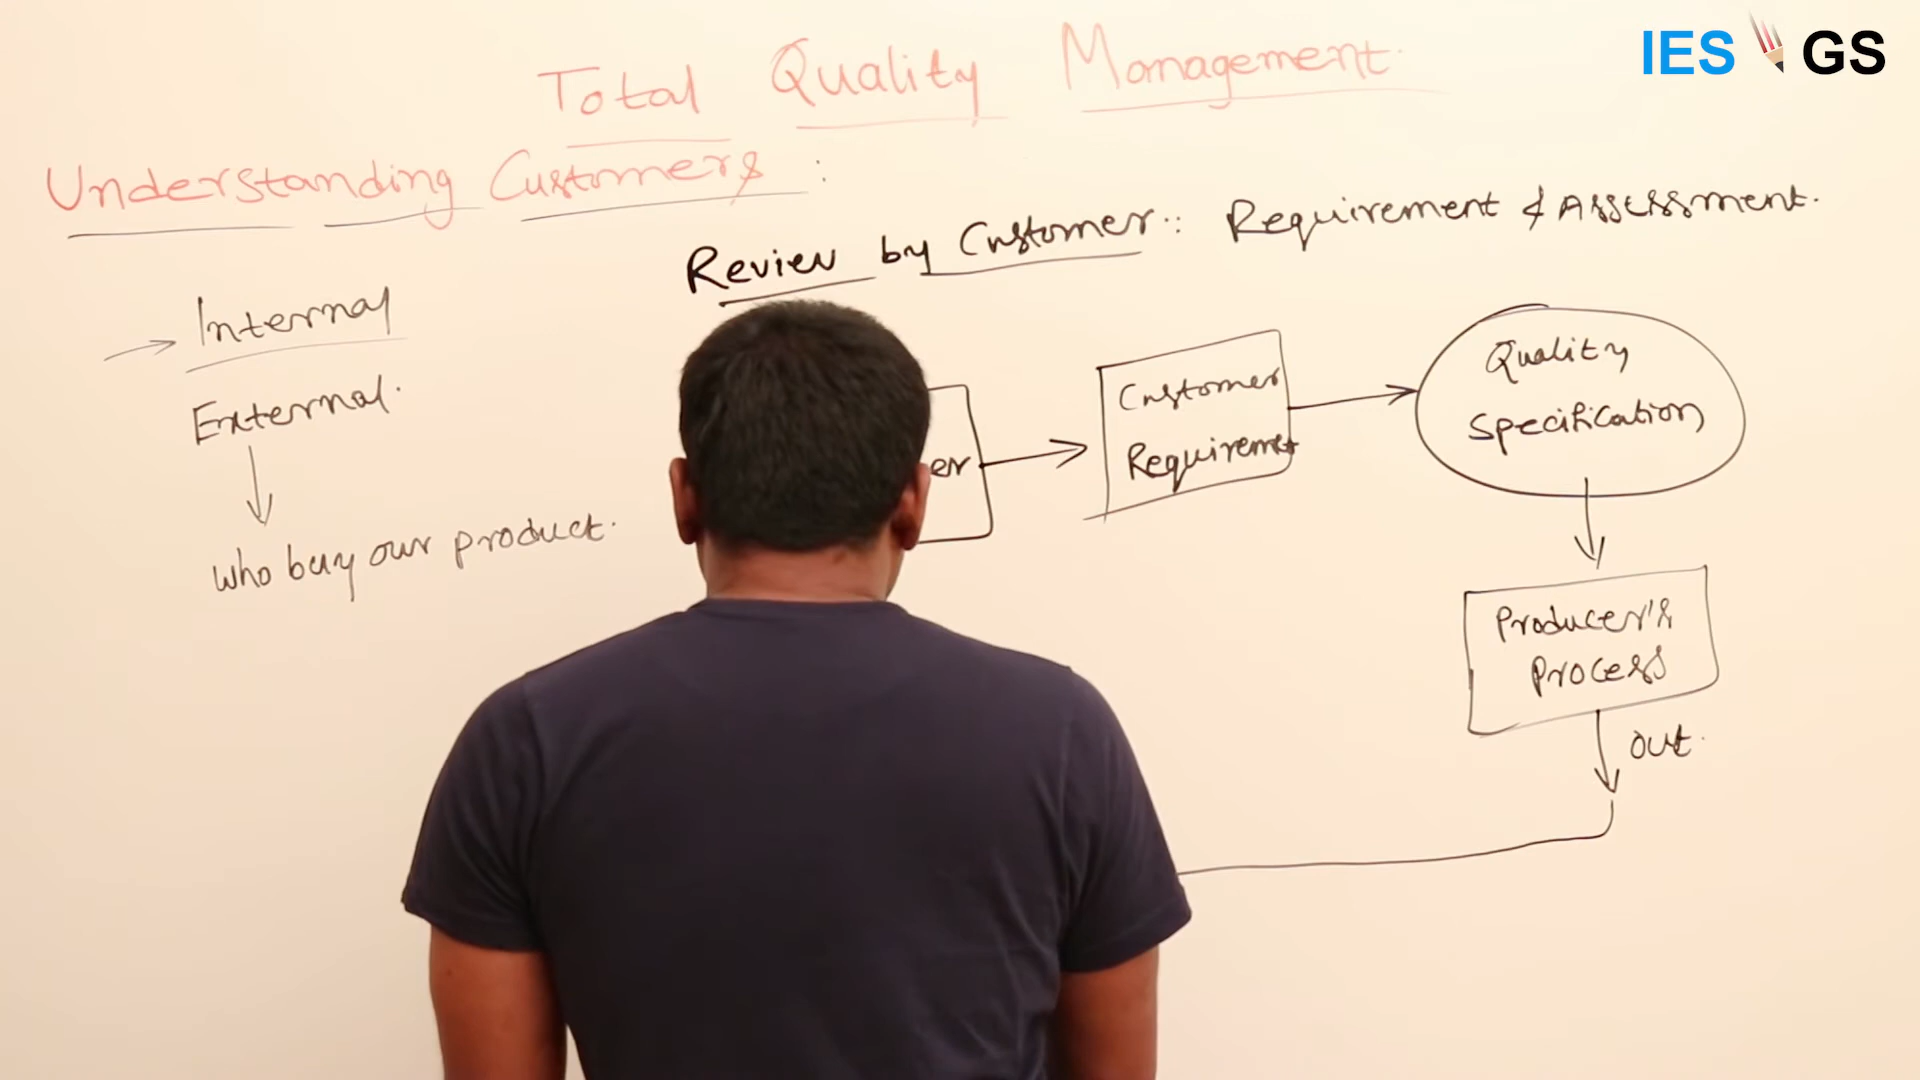 IES GS
Total Quality Management.
Understanding Customers :
Review by Customer :: Requirement & Assessment.
→ Internal
External.
who buy our product.
er
Customer
Requiremet
Quality
Specification
Producer's
Process
out.